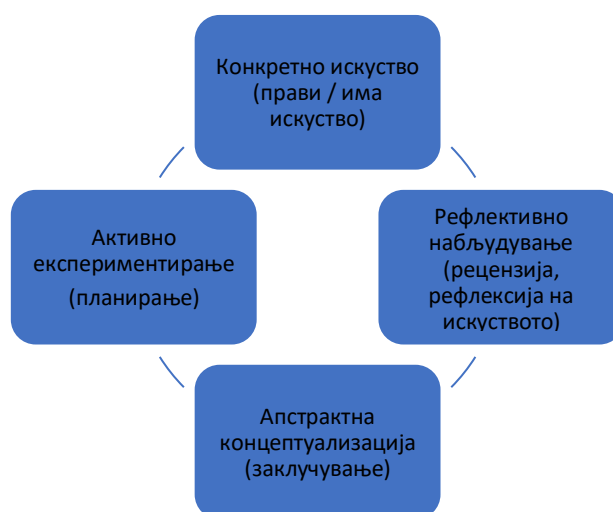 Конкретно искуство
(прави / има
искуство)
Рефлективно
набљудување
(рецензија,
рефлексија на
искуството)
Апстрактна
концептуализација
(заклучување)
Активно
експериментирање
(планирање)